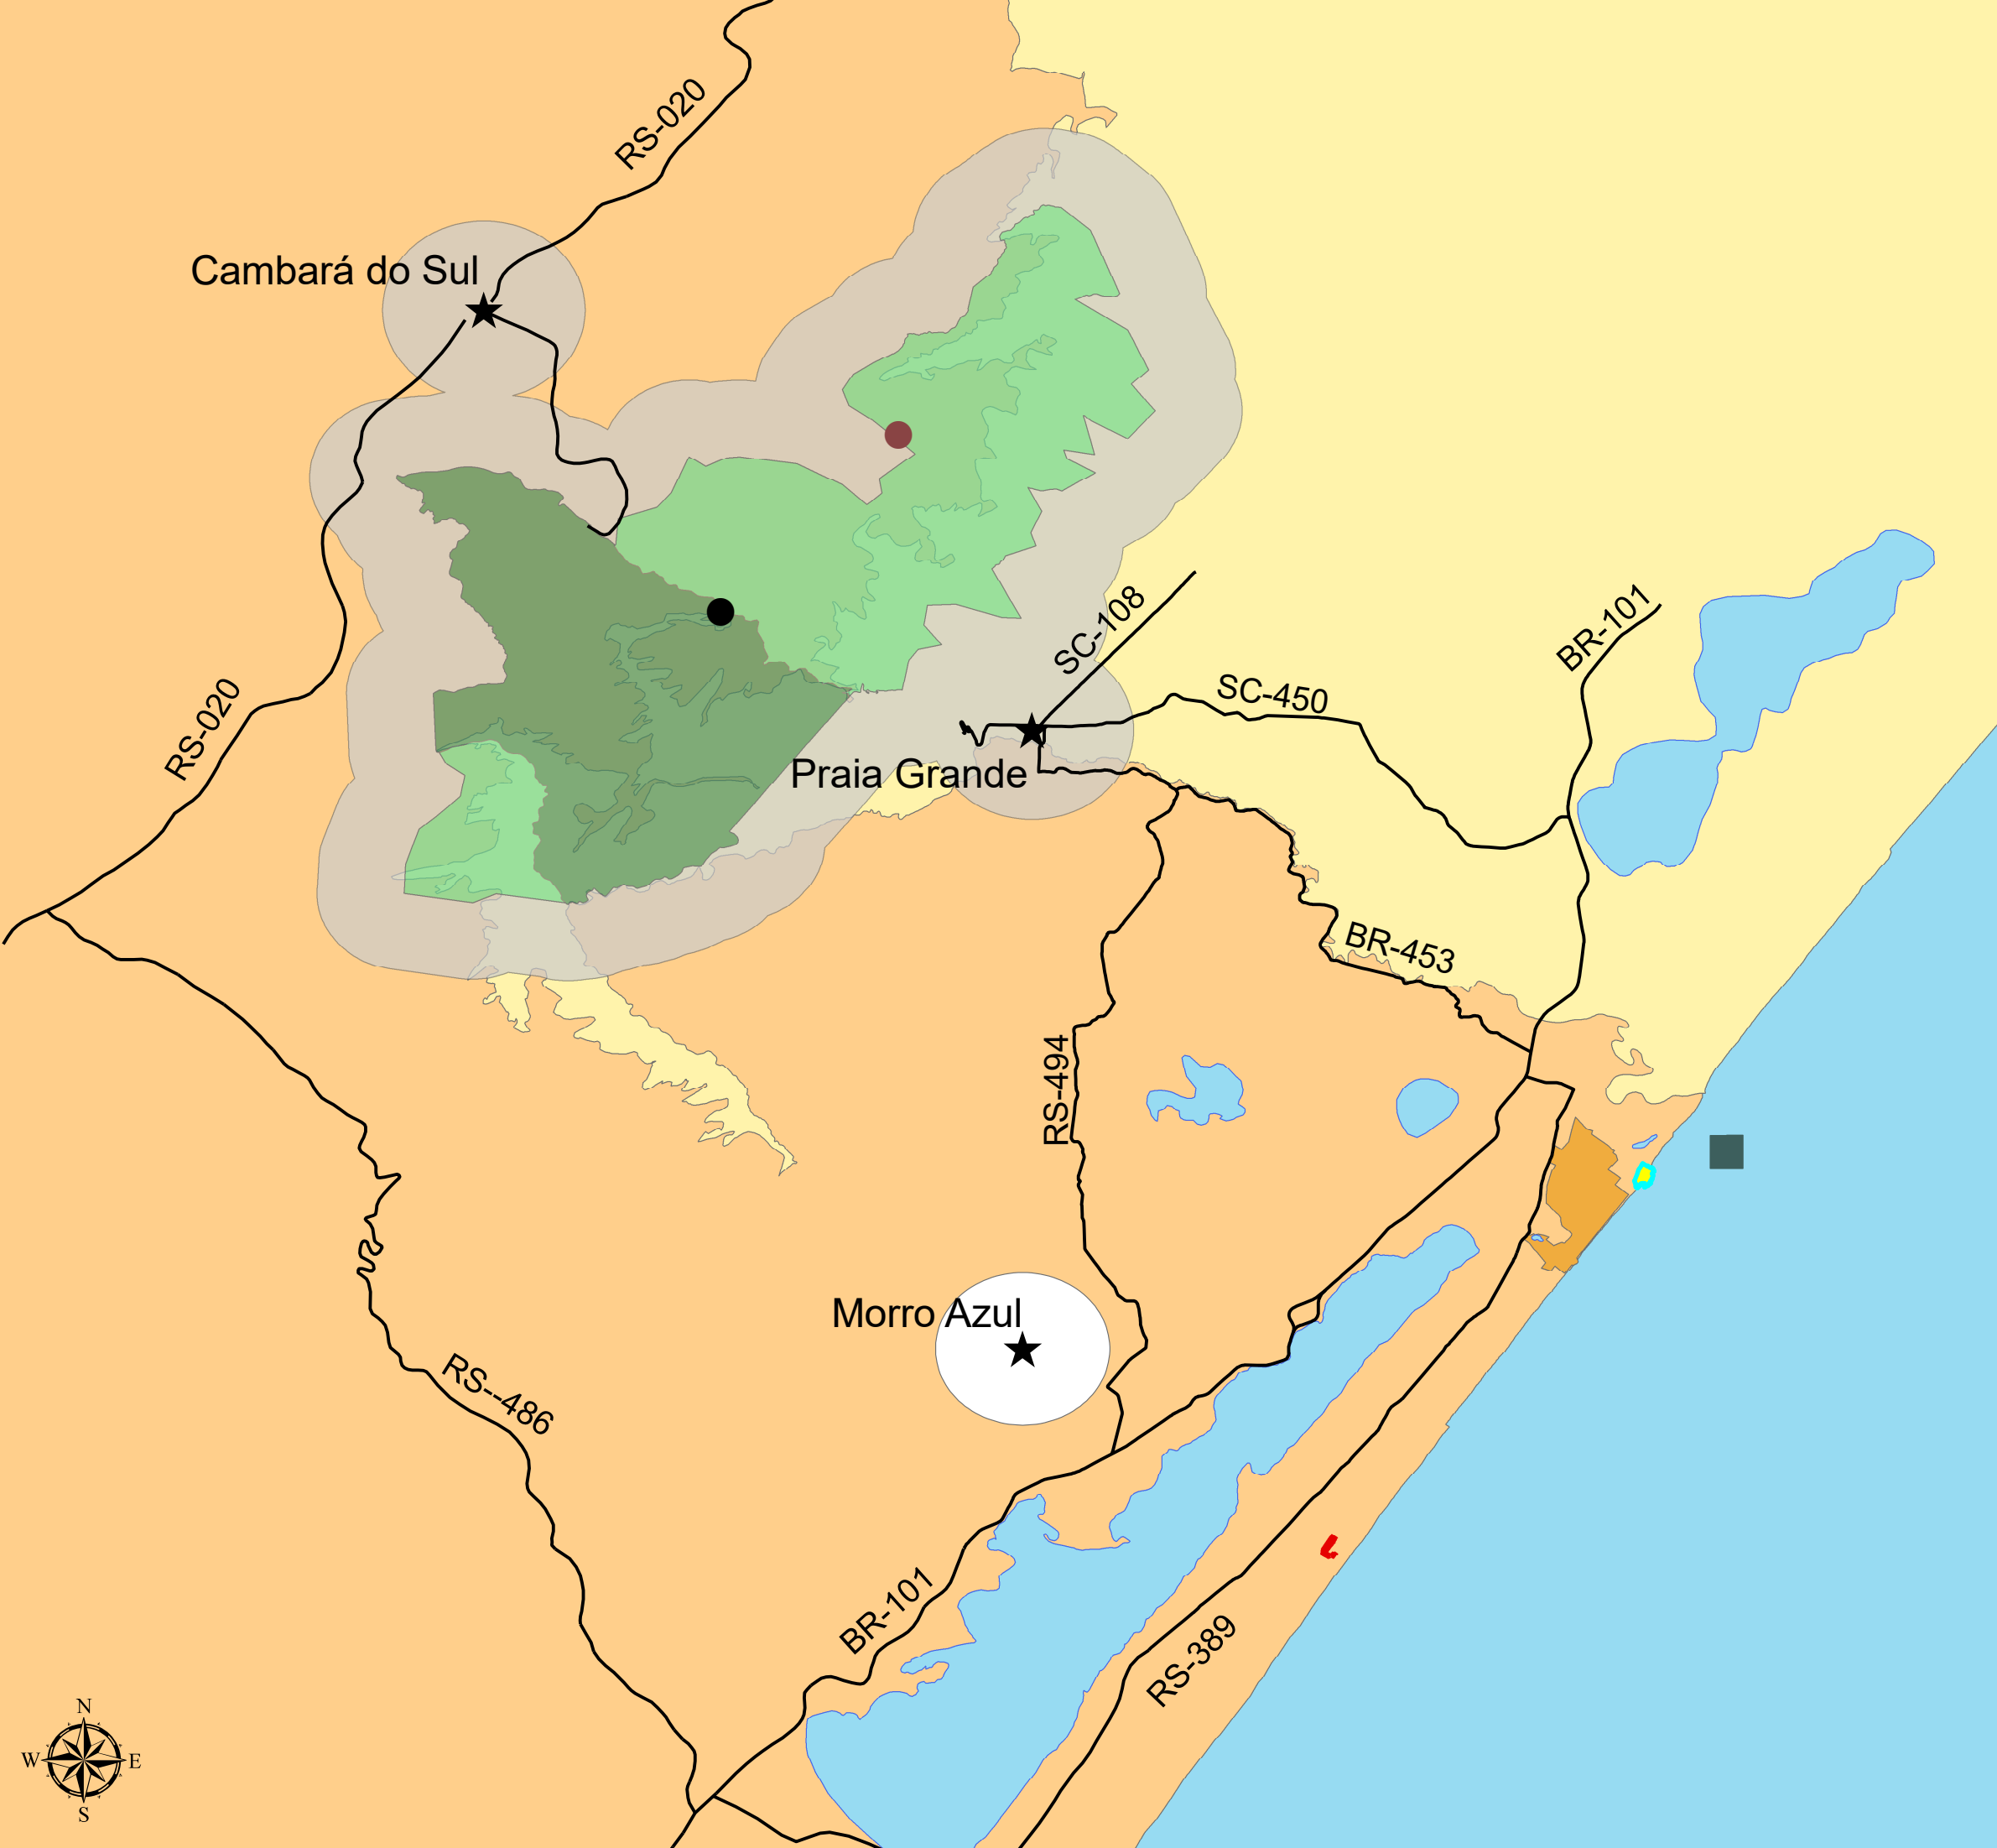 RS-020
Cambará do Sul
SC-108
BR-101
SC-450
RS-020
Praia Grande
BR-453
RS-494
Morro Azul
RS--486
BR-101
RS-389
N
W
E
S